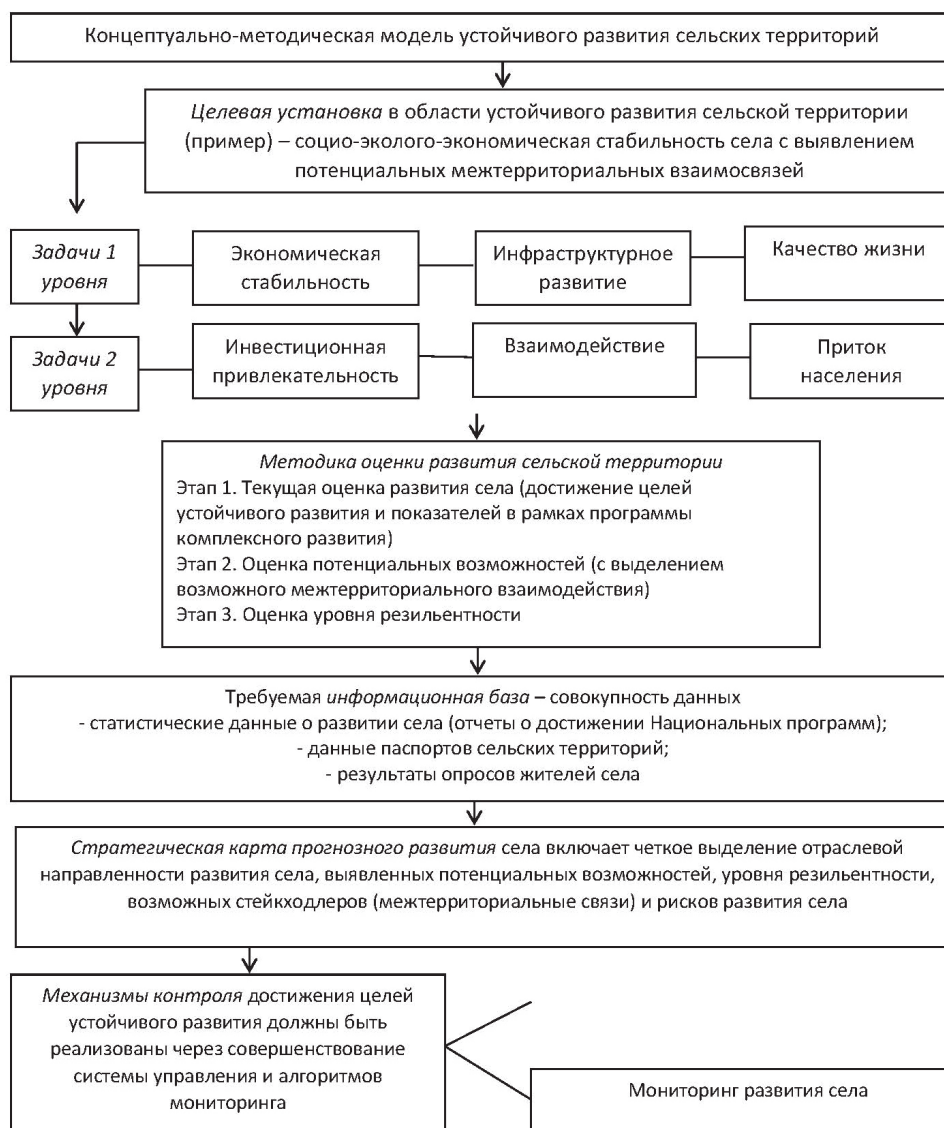 Концептуально-методическая модель устойчивого развития сельских территорий
Целевая установка в области устойчивого развития сельской территории
(пример) – социо-эколого-экономическая стабильность села с выявлением
потенциальных межтерриториальных взаимосвязей
Задачи 1
уровня
Экономическая
стабильность
Инфраструктурное
развитие
Качество жизни
Задачи 2
уровня
Инвестиционная
привлекательность
Взаимодействие
Приток
населения
Методика оценки развития сельской территории
Этап 1. Текущая оценка развития села (достижение целей
устойчивого развития и показателей в рамках программы
комплексного развития)
Этап 2. Оценка потенциальных возможностей (с выделением
возможного межтерриториального взаимодействия)
Этап 3. Оценка уровня резильентности
Требуемая информационная база – совокупность данных
- статистические данные о развитии села (отчеты о достижении Национальных программ);
- данные паспортов сельских территорий;
- результаты опросов жителей села
Стратегическая карта прогнозного развития села включает четкое выделение отраслевой
направленности развития села, выявленных потенциальных возможностей, уровня резильентности,
возможных стейкходлеров (межтерриториальные связи) и рисков развития села
Механизмы контроля достижения целей
устойчивого развития должны быть
реализованы через совершенствование
системы управления и алгоритмов
мониторинга
Мониторинг развития села